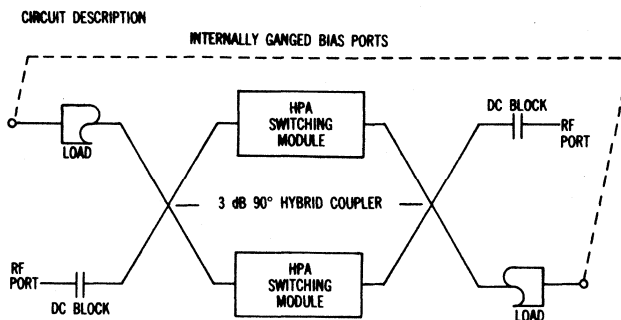 CIRCUIT DESCRIPTION
INTERNALLY GANGED BIAS PORTS
HPA
SWITCHING
MODULE
DC BLOCK
RF
PORT
LOAD
3 dB 90° HYBRID COUPLER
RF
PORT
DC BLOCK
HPA
SWITCHING
MODULE
LOAD